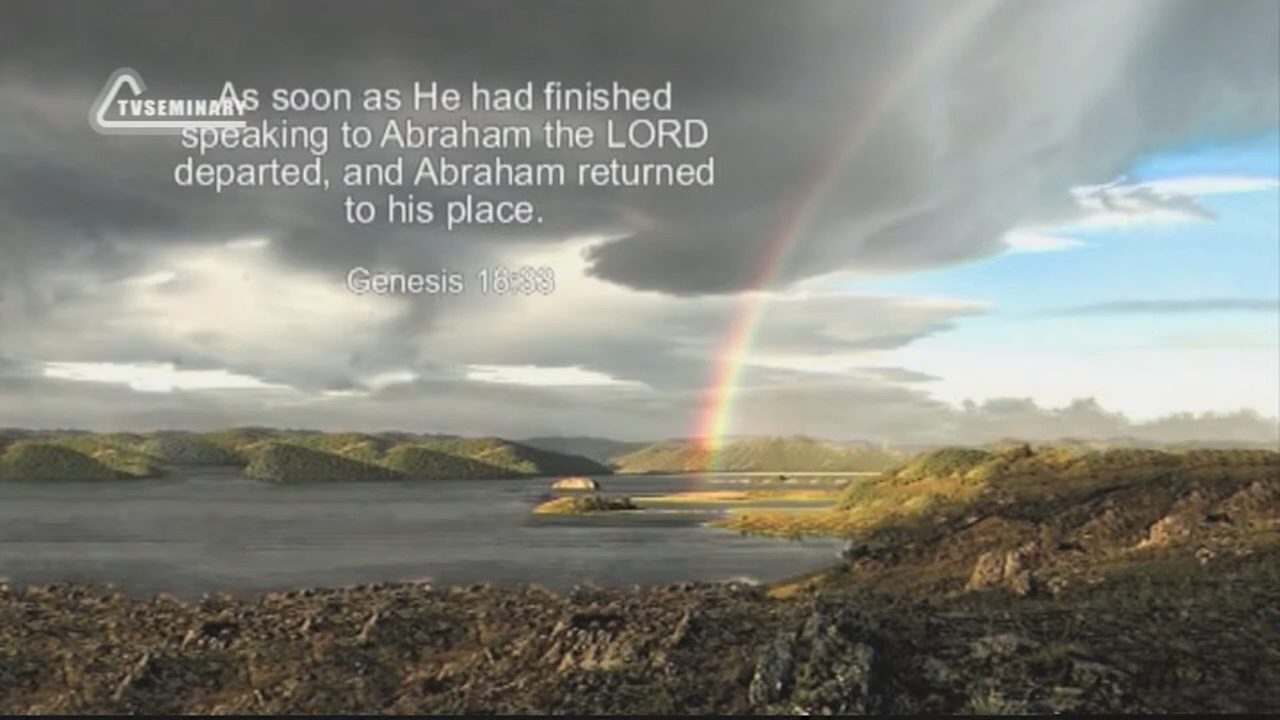 TVSEMINARY
As soon as He had finished
speaking to Abraham the LORD
departed, and Abraham returned
to his place.
Genesis 18:33